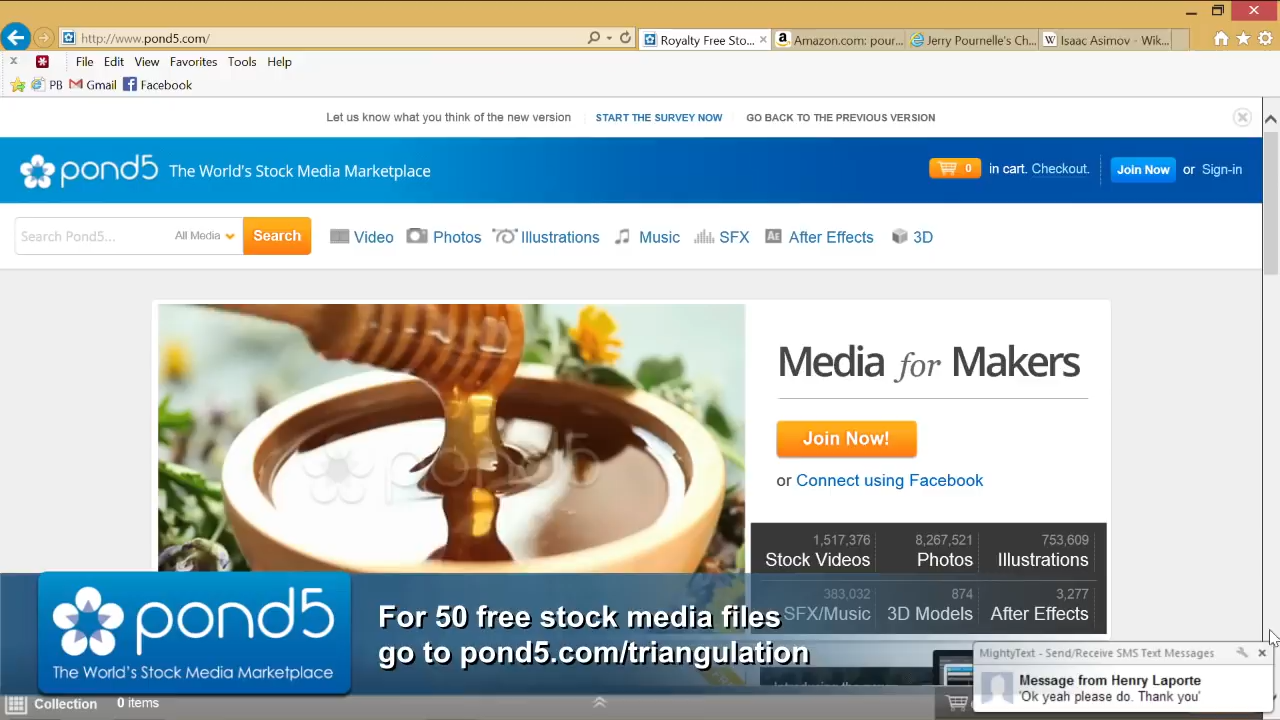 http://www.pond5.com/
Royalty Free Sto...
Amazon.com: pour...
Jerry Pournelle's Ch...
Isaac Asimov - Wik...
File Edit View Favorites Tools Help
PB Gmail Facebook
Let us know what you think of the new version START THE SURVEY NOW GO BACK TO THE PREVIOUS VERSION
pond5 The World's Stock Media Marketplace
0 in cart. Checkout. Join Now or Sign-in
Search Pond5... All Media Search Video Photos Illustrations Music SFX AE After Effects 3D
pond5
Media for Makers
Join Now!
or Connect using Facebook
1,517,376 8,267,521 753,609
Stock Videos Photos Illustrations
383,032 874 3,277
SFX/Music 3D Models After Effects
pond5
The World's Stock Media Marketplace
For 50 free stock media files
go to pond5.com/triangulation
MightyText - Send/Receive SMS Text Messages
Message from Henry Laporte
'Ok yeah please do. Thank you'
Collection 0 items